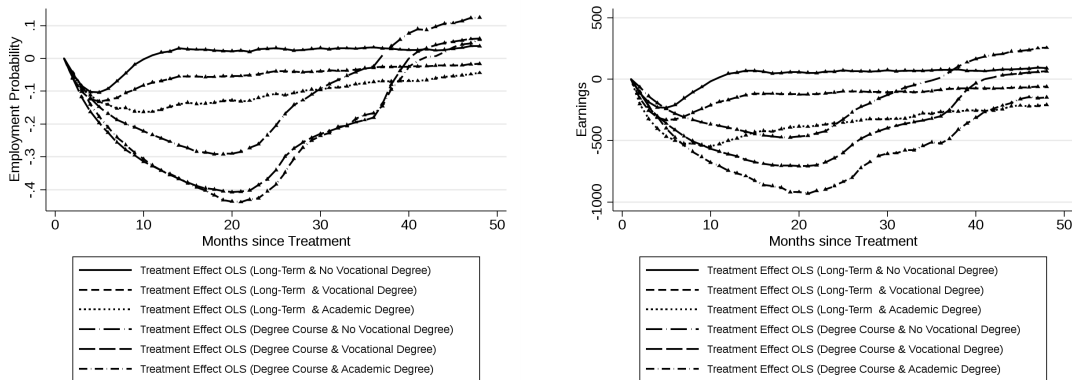 Employment Probability
.1
0
-.1
-.2
-.3
-.4
0 10 20 30 40 50
Months since Treatment
Treatment Effect OLS (Long-Term & No Vocational Degree)
Treatment Effect OLS (Long-Term & Vocational Degree)
Treatment Effect OLS (Long-Term & Academic Degree)
Treatment Effect OLS (Degree Course & No Vocational Degree)
Treatment Effect OLS (Degree Course & Vocational Degree)
Treatment Effect OLS (Degree Course & Academic Degree)
Earnings
500
0
-500
-1000
0 10 20 30 40 50
Months since Treatment
Treatment Effect OLS (Long-Term & No Vocational Degree)
Treatment Effect OLS (Long-Term & Vocational Degree)
Treatment Effect OLS (Long-Term & Academic Degree)
Treatment Effect OLS (Degree Course & No Vocational Degree)
Treatment Effect OLS (Degree Course & Vocational Degree)
Treatment Effect OLS (Degree Course & Academic Degree)